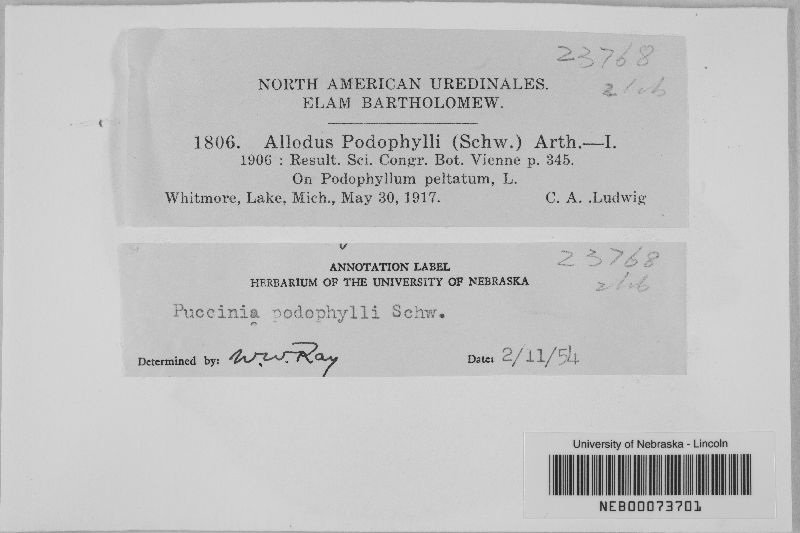 23768
NORTH AMERICAN UREDINALES.
ELAM BARTHOLOMEW.
1806. Allodus Podophylli (Schw.) Arth.—I.
1906 : Result. Sci. Congr. Bot. Vienne p. 345.
On Podophyllum peltatum, L.
Whitmore, Lake, Mich., May 30, 1917. C. A. .Ludwig
23768
ANNOTATION LABEL
HERBARIUM OF THE UNIVERSITY OF NEBRASKA
Puccinia podophylli Schw.
Determined by: W.W. Ray Date: 2/11/54
University of Nebraska - Lincoln
NEB00073701